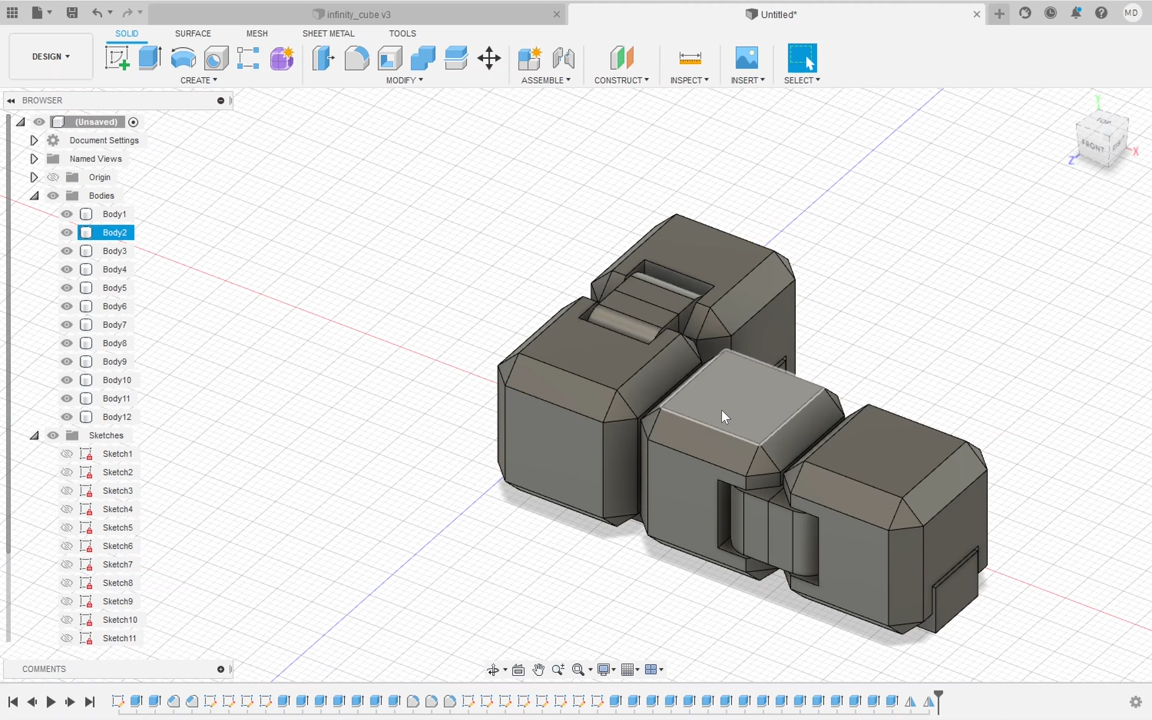 infinity_cube v3
Untitled*
MD
DESIGN
SOLID
SURFACE
MESH
SHEET METAL
TOOLS
CREATE
MODIFY
ASSEMBLE
CONSTRUCT
INSPECT
INSERT
SELECT
BROWSER
(Unsaved)
Document Settings
Named Views
Origin
Bodies
Body1
Body2
Body3
Body4
Body5
Body6
Body7
Body8
Body9
Body10
Body11
Body12
Sketches
Sketch1
Sketch2
Sketch3
Sketch4
Sketch5
Sketch6
Sketch7
Sketch8
Sketch9
Sketch10
Sketch11
COMMENTS
Y
TOP
FRONT
X
Z